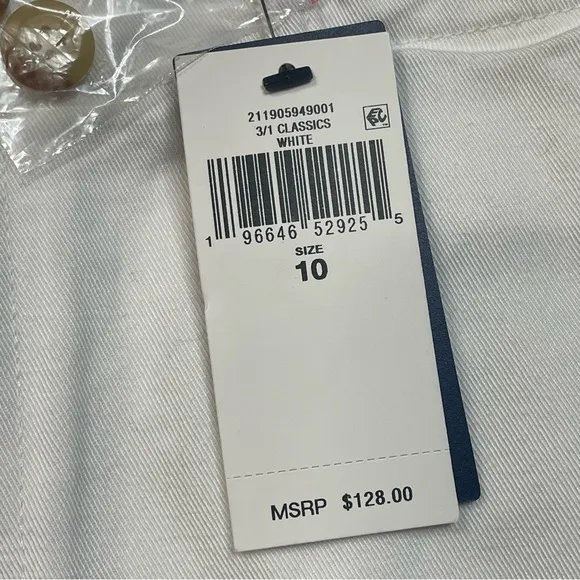 211905949001
3/1 CLASSICS
WHITE
1 96646 52925 5
SIZE
10
MSRP $128.00